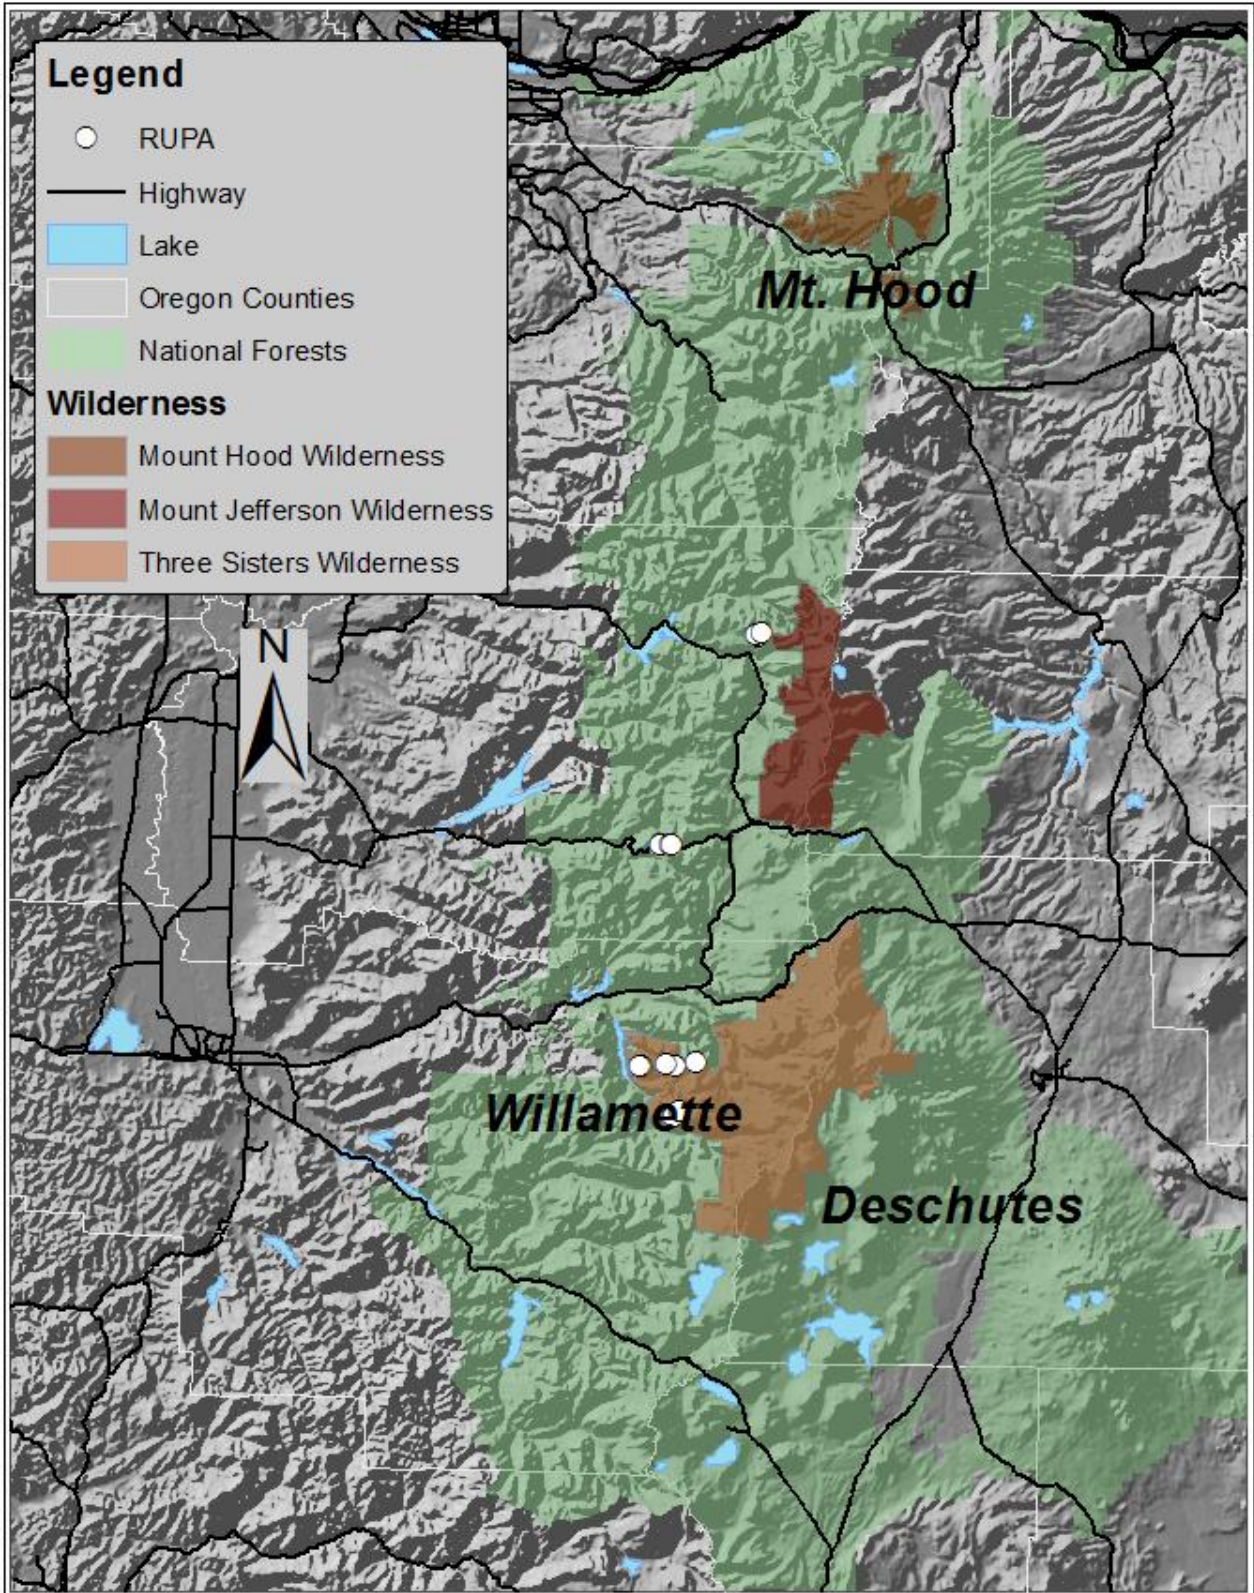 Legend
RUPA
Highway
Lake
Oregon Counties
National Forests
Wilderness
Mount Hood Wilderness
Mount Jefferson Wilderness
Three Sisters Wilderness
N
Mt. Hood
Willamette
Deschutes